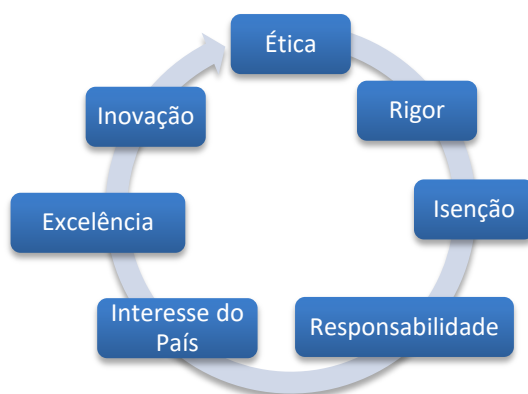 Ética
Rigor
Isenção
Responsabilidade
Interesse do
País
Excelência
Inovação